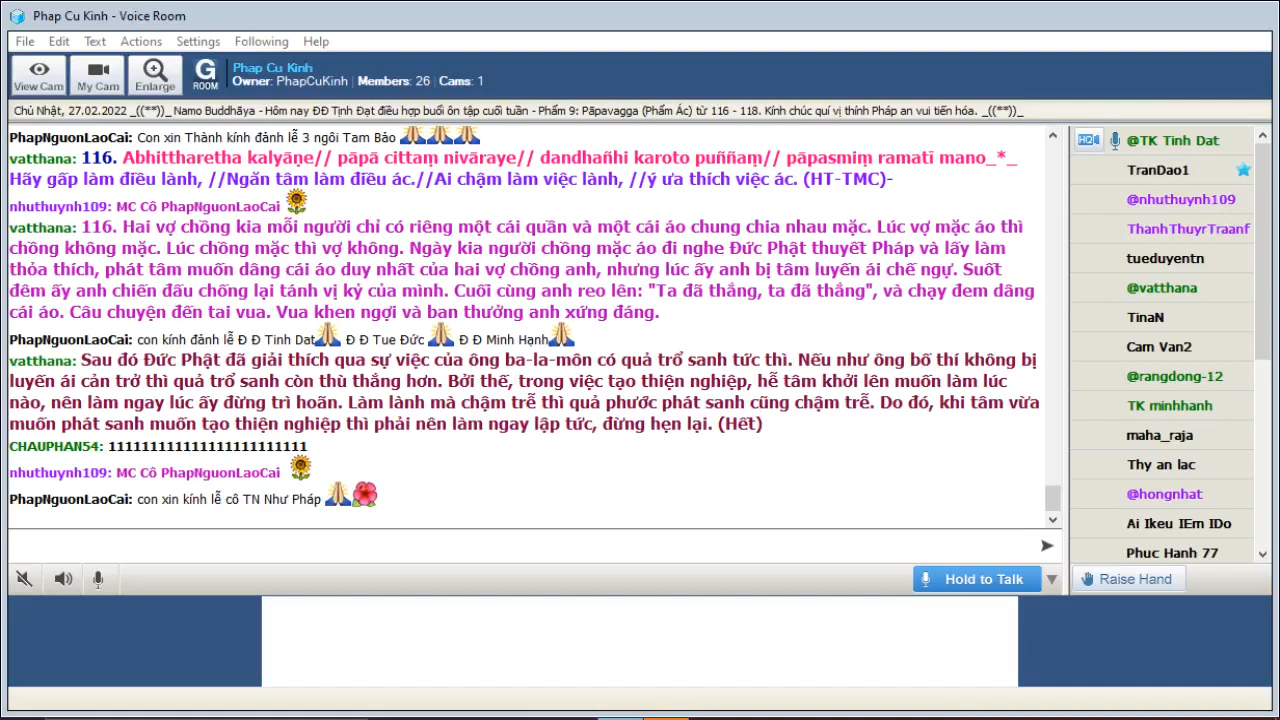 Phap Cu Kinh - Voice Room
File Edit Text Actions Settings Following Help
View Cam My Cam Enlarge G ROOM
Phap Cu Kinh
Owner: PhapCuKinh Members: 26 Cams: 1
Chủ Nhật, 27.02.2022 _((**))_ Namo Buddhāya - Hôm nay ĐĐ Tịnh Đạt điều hợp buổi ôn tập cuối tuần - Phẩm 9: Pāpavagga (Phẩm Ác) từ 116 - 118. Kính chúc quí vị thính Pháp an vui tiến hóa. _((**))_
PhapNguonLaoCai: Con xin Thành kính đảnh lễ 3 ngôi Tam Bảo
vatthana: 116. Abhittharetha kalyāṇe// pāpā cittaṃ nivāraye// dandhañhi karoto puññaṃ// pāpasmiṃ ramatī mano_*_
Hãy gấp làm điều lành, //Ngăn tâm làm điều ác.//Ai chậm làm việc lành, //ý ưa thích việc ác. (HT-TMC)-
nhuthuynh109: MC Cô PhapNguonLaoCai
vatthana: 116. Hai vợ chồng kia mỗi người chỉ có riêng một cái quần và một cái áo chung chia nhau mặc. Lúc vợ mặc áo thì
chồng không mặc. Lúc chồng mặc thì vợ không. Ngày kia người chồng mặc áo đi nghe Đức Phật thuyết Pháp và lấy làm
thỏa thích, phát tâm muốn dâng cái áo duy nhất của hai vợ chồng anh, nhưng lúc ấy anh bị tâm luyến ái chế ngự. Suốt
đêm ấy anh chiến đấu chống lại tánh vị kỷ của mình. Cuối cùng anh reo lên: "Ta đã thắng, ta đã thắng", và chạy đem dâng
cái áo. Câu chuyện đến tai vua. Vua khen ngợi và ban thưởng anh xứng đáng.
PhapNguonLaoCai: con kính đảnh lễ Đ Đ Tinh Dat Đ Đ Tue Đức Đ Đ Minh Hạnh
vatthana: Sau đó Đức Phật đã giải thích qua sự việc của ông ba-la-môn có quả trổ sanh tức thì. Nếu như ông bố thí không bị
luyến ái cản trở thì quả trổ sanh còn thù thắng hơn. Bởi thế, trong việc tạo thiện nghiệp, hễ tâm khởi lên muốn làm lúc
nào, nên làm ngay lúc ấy đừng trì hoãn. Làm lành mà chậm trễ thì quả phước phát sanh cũng chậm trễ. Do đó, khi tâm vừa
muốn phát sanh muốn tạo thiện nghiệp thì phải nên làm ngay lập tức, đừng hẹn lại. (Hết)
CHAUPHAN54: 111111111111111111111111
nhuthuynh109: MC Cô PhapNguonLaoCai
PhapNguonLaoCai: con xin kính lễ cô TN Như Pháp
Hold to Talk
HQ @TK Tinh Dat
TranDao1
@nhuthuynh109
ThanhThuyrTraanf
tueduyentn
@vatthana
TinaN
Cam Van2
@rangdong-12
TK minhhanh
maha_raja
Thy an lac
@hongnhat
Ai Ikeu IEm IDo
Phuc Hanh 77
Raise Hand